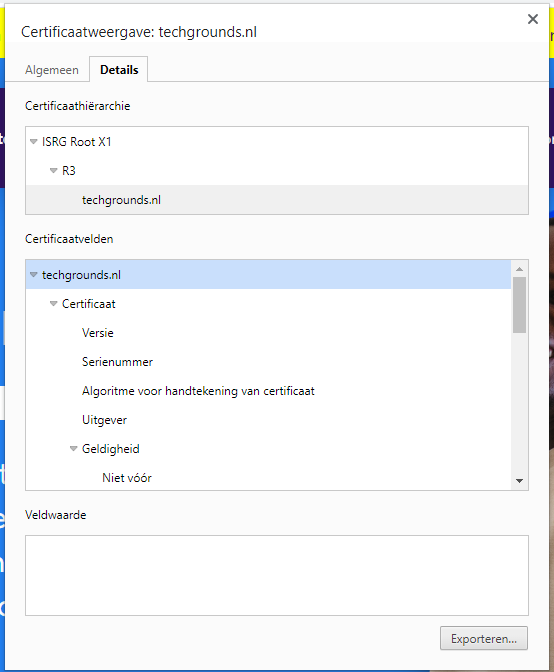 Certificaatweergave: techgrounds.nl
Algemeen
Details
Certificaathiërarchie
ISRG Root X1
R3
techgrounds.nl
Certificaatvelden
techgrounds.nl
Certificaat
Versie
Serienummer
Algoritme voor handtekening van certificaat
Uitgever
Geldigheid
Niet vóór
Veldwaarde
Exporteren...